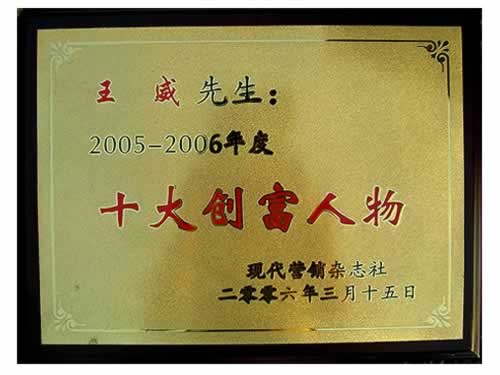 王 威 先生：
2005-2006年度
十大创富人物
现代营销杂志社
二零零六年三月十五日